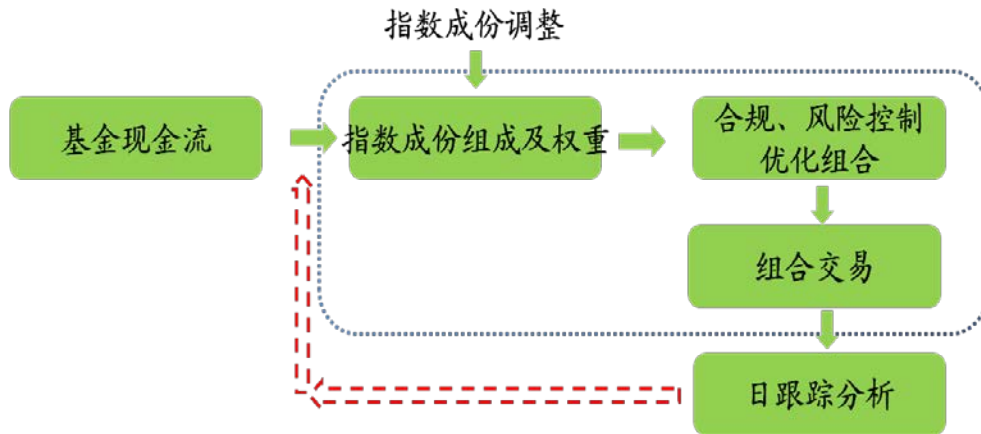 指数成份调整
基金现金流
指数成份组成及权重
合规、风险控制
优化组合
组合交易
日跟踪分析